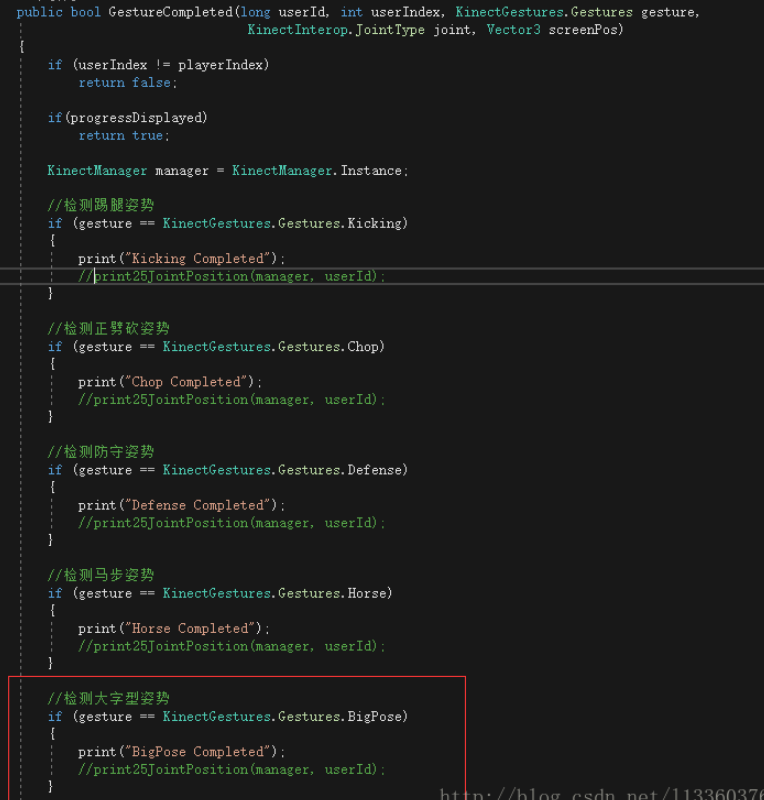 public bool GestureCompleted(long userId, int userIndex, KinectGestures.Gestures gesture,
KinectInterop.JointType joint, Vector3 screenPos)
{
if (userIndex != playerIndex)
return false;
if(progressDisplayed)
return true;
KinectManager manager = KinectManager.Instance;
//检测踢腿姿势
if (gesture == KinectGestures.Gestures.Kicking)
{
print("Kicking Completed");
//print25JointPosition(manager, userId);
}
//检测正劈砍姿势
if (gesture == KinectGestures.Gestures.Chop)
{
print("Chop Completed");
//print25JointPosition(manager, userId);
}
//检测防守姿势
if (gesture == KinectGestures.Gestures.Defense)
{
print("Defense Completed");
//print25JointPosition(manager, userId);
}
//检测马步姿势
if (gesture == KinectGestures.Gestures.Horse)
{
print("Horse Completed");
//print25JointPosition(manager, userId);
}
//检测大字型姿势
if (gesture == KinectGestures.Gestures.BigPose)
{
print("BigPose Completed");
//print25JointPosition(manager, userId);
}